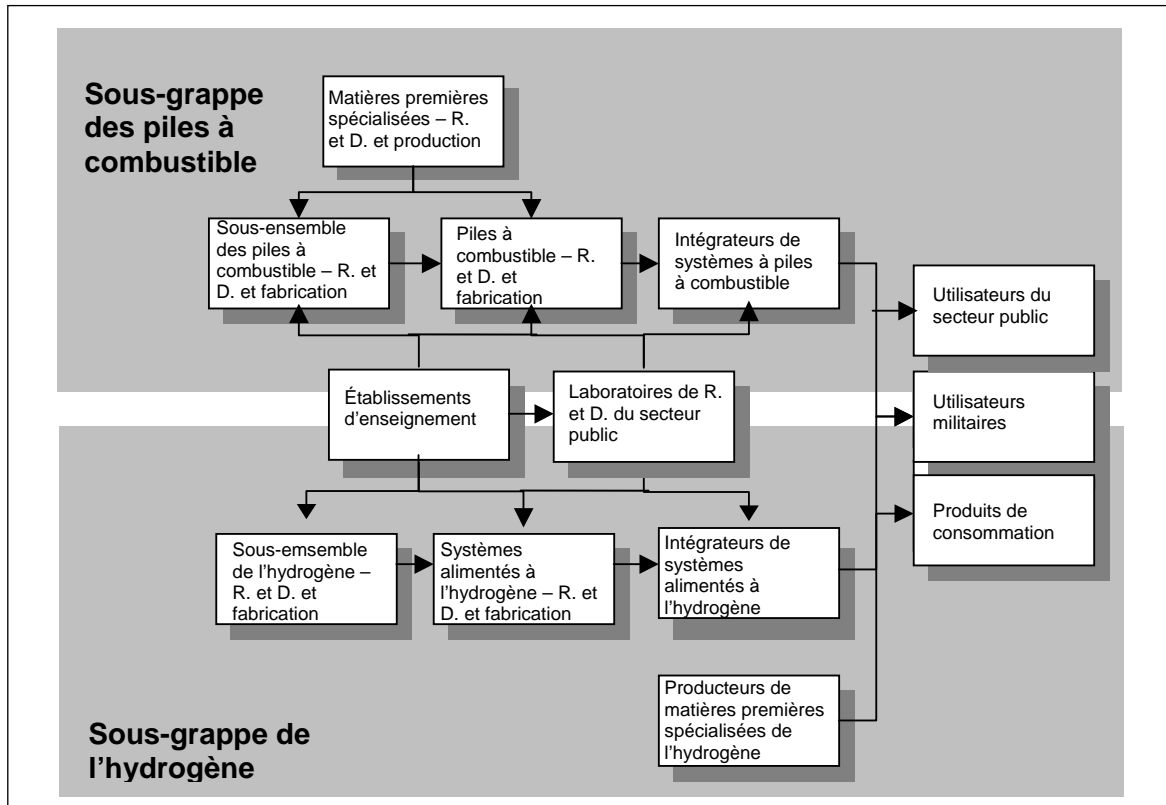 Sous-grappe
des piles à
combustible
Matières premières
spécialisées – R.
et D. et production
Sous-ensemble
des piles à
combustible – R. et
D. et fabrication
Piles à
combustible – R.
et D. et
fabrication
Intégrateurs de
systèmes à piles
à combustible
Utilisateurs du
secteur public
Établissements
d'enseignement
Laboratoires de R.
et D. du secteur
public
Utilisateurs
militaires
Produits de
consommation
Sous-emsemble
de l'hydrogène –
R. et D. et
fabrication
Systèmes
alimentés à
l'hydrogène – R. et
D. et fabrication
Intégrateurs de
systèmes
alimentés à
l'hydrogène
Producteurs de
matières premières
spécialisées de
l'hydrogène
Sous-grappe de
l'hydrogène